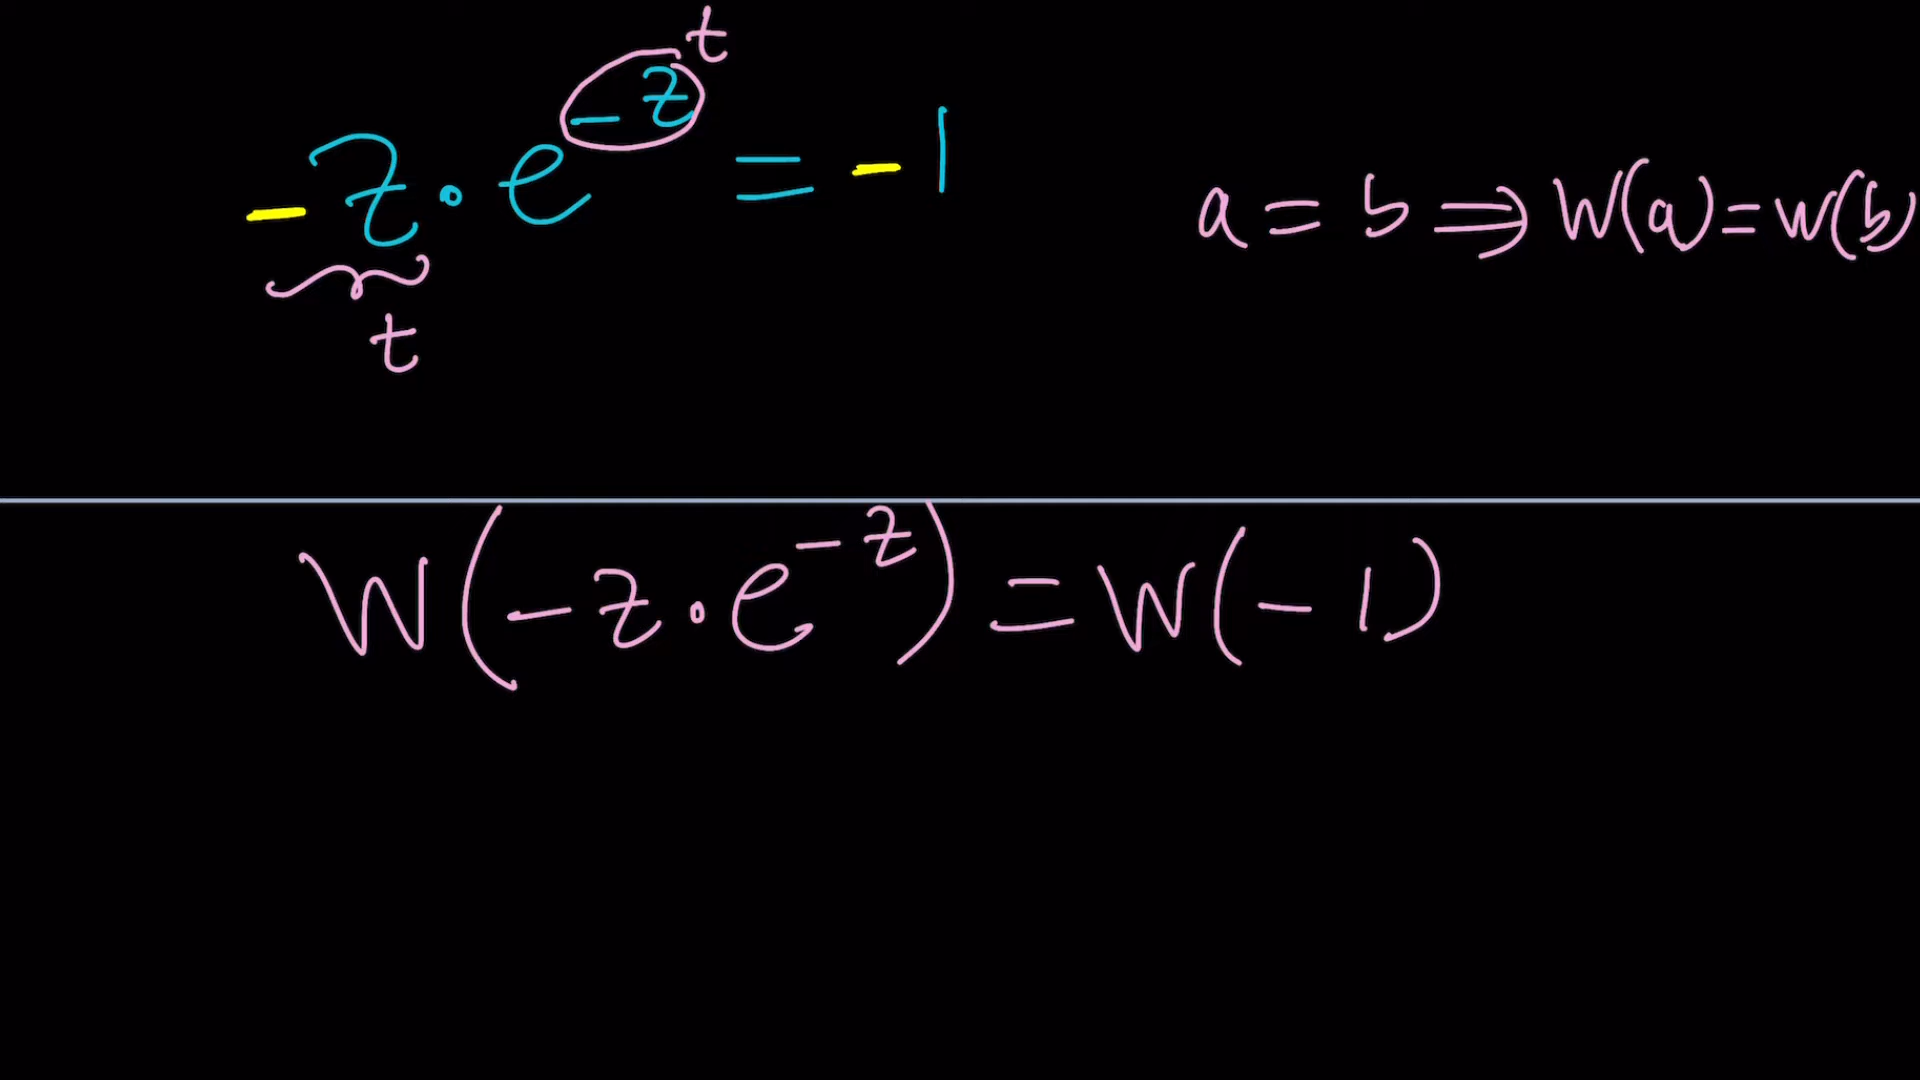 t
-z · e^{-z} = -1
a = b ⇒ W(a) = W(b)
t
W(-z · e^{-z}) = W(-1)